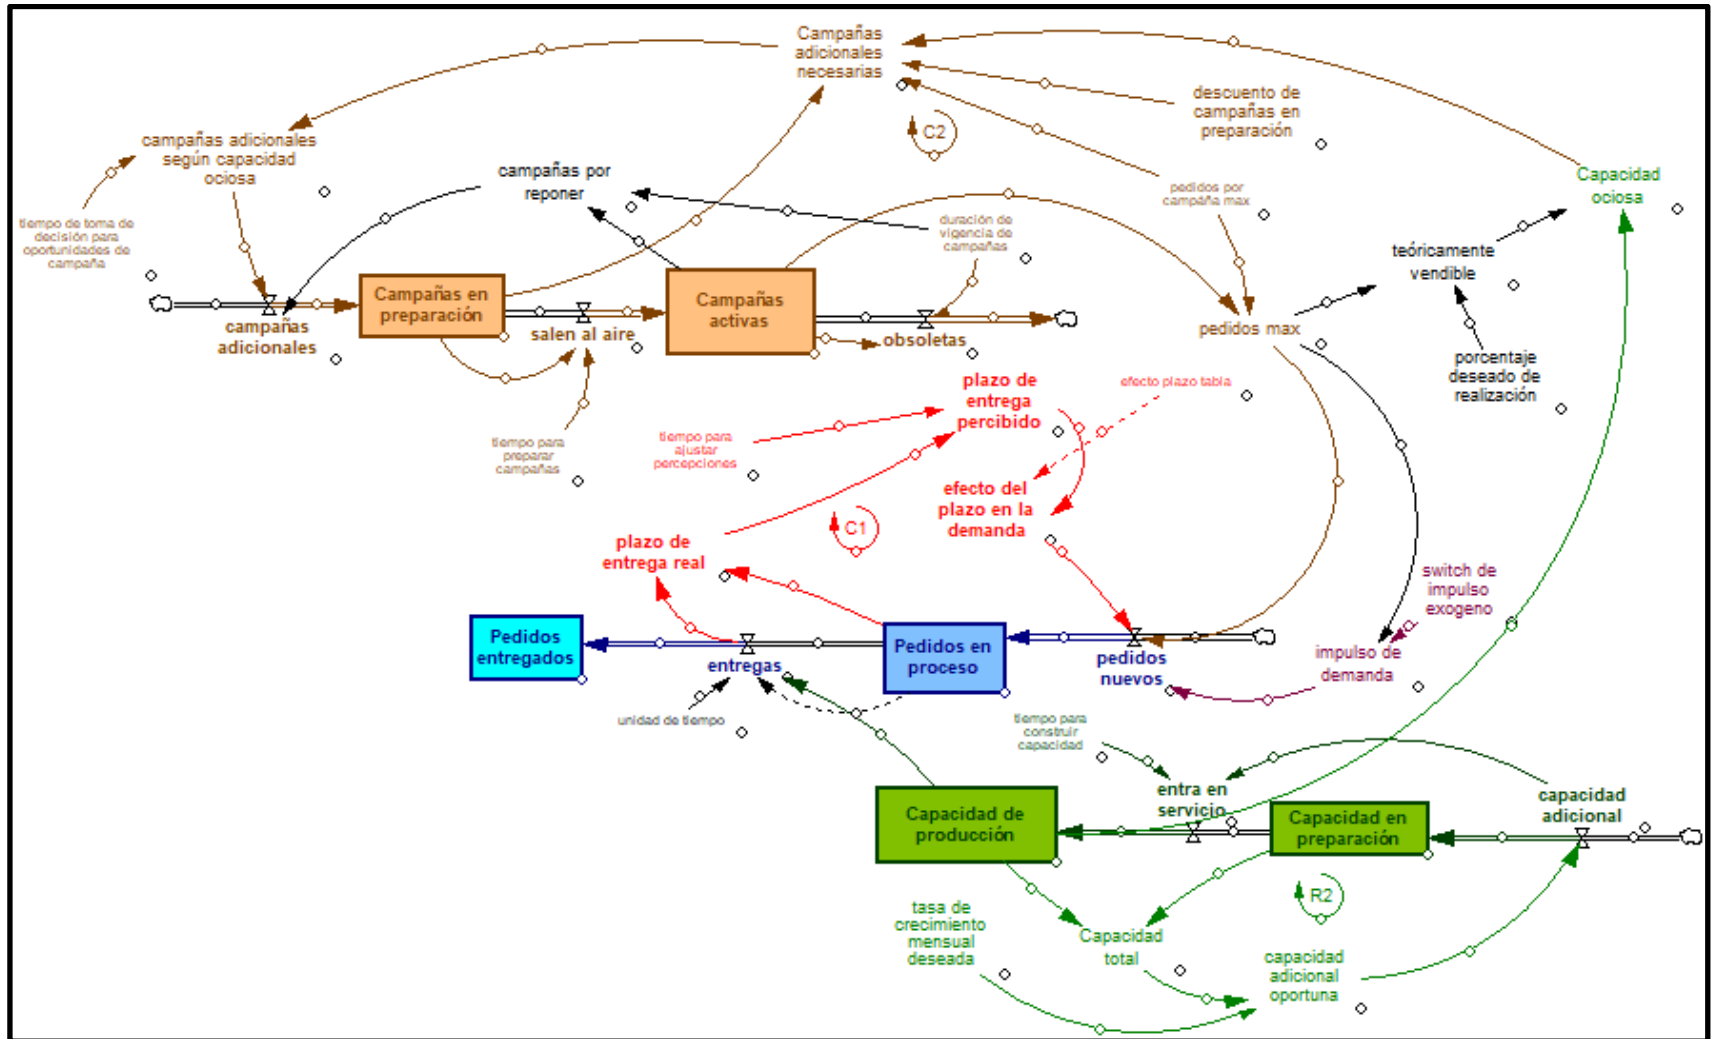 Campañas
adicionales
necesarias
descuento de
campañas en
preparación
C2
campañas adicionales
según capacidad
ociosa
campañas por
reponer
pedidos por
campaña max
Capacidad
ociosa
tiempo de toma de
decisión para
oportunidades de
campaña
duración de
vigencia de
campañas
teóricamente
vendible
Campañas en
preparación
Campañas
activas
campañas
adicionales
salen al aire
obsoletas
pedidos max
porcentaje
deseado de
realización
plazo de
entrega
percibido
efecto plazo tabla
tiempo para
preparar
campañas
tiempo para
ajustar
percepciones
efecto del
plazo en la
demanda
C1
plazo de
entrega real
switch de
impulso
exogeno
Pedidos
entregados
entregas
Pedidos en
proceso
pedidos
nuevos
impulso de
demanda
unidad de tiempo
tiempo para
construir
capacidad
entra en
servicio
capacidad
adicional
Capacidad de
producción
Capacidad en
preparación
R2
tasa de
crecimiento
mensual
deseada
Capacidad
total
capacidad
adicional
oportuna